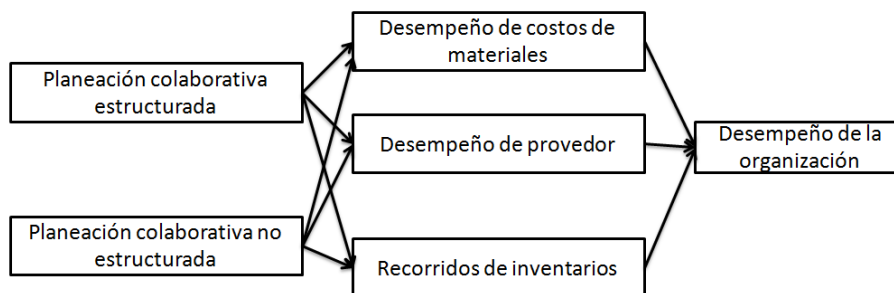 Planeación colaborativa
estructurada
Planeación colaborativa no
estructurada
Desempeño de costos de
materiales
Desempeño de provedor
Recorridos de inventarios
Desempeño de la
organización